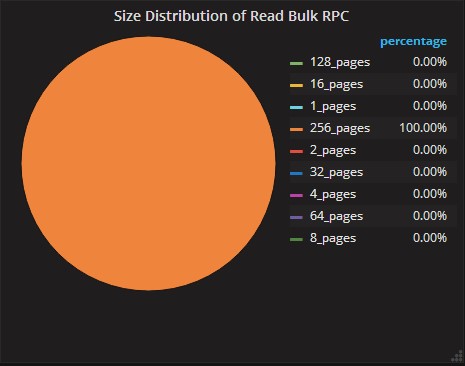 Size Distribution of Read Bulk RPC
percentage
128_pages 0.00%
16_pages 0.00%
1_pages 0.00%
256_pages 100.00%
2_pages 0.00%
32_pages 0.00%
4_pages 0.00%
64_pages 0.00%
8_pages 0.00%